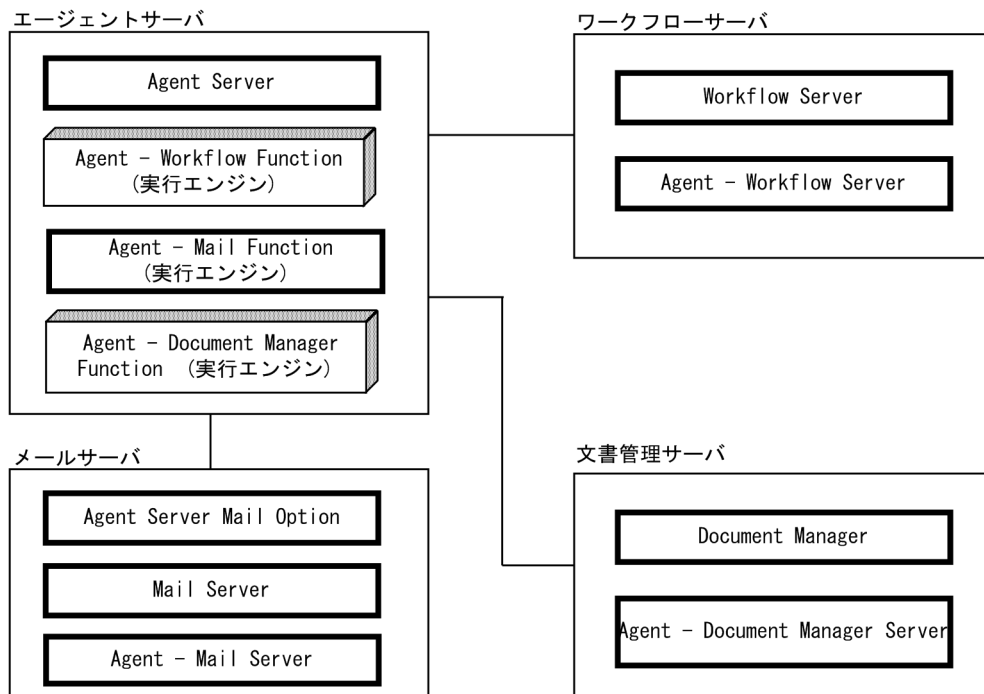 エージェントサーバ
Agent Server
Agent - Workflow Function
(実行エンジン)
Agent - Mail Function
(実行エンジン)
Agent - Document Manager
Function (実行エンジン)
ワークフローサーバ
Workflow Server
Agent - Workflow Server
メールサーバ
Agent Server Mail Option
Mail Server
Agent - Mail Server
文書管理サーバ
Document Manager
Agent - Document Manager Server